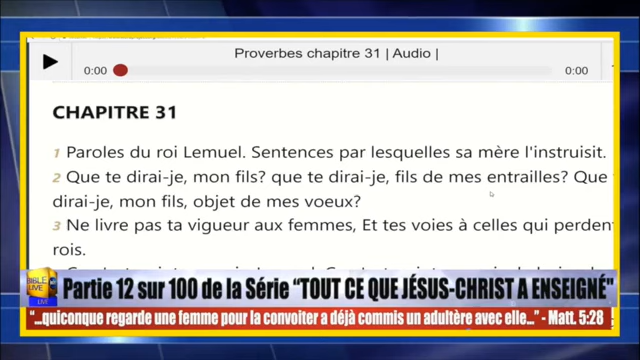 Proverbes chapitre 31 | Audio |
0:00
0:00
CHAPITRE 31
1 Paroles du roi Lemuel. Sentences par lesquelles sa mère l'instruisit.
2 Que te dirai-je, mon fils? que te dirai-je, fils de mes entrailles? Que
dirai-je, mon fils, objet de mes voeux?
3 Ne livre pas ta vigueur aux femmes, Et tes voies à celles qui perdent
rois.
BIBLE
LIVE
LIVE
Partie 12 sur 100 de la Série “TOUT CE QUE JÉSUS-CHRIST A ENSEIGNÉ"
“...quiconque regarde une femme pour la convoiter a déjà commis un adultère avec elle...” - Matt. 5:28